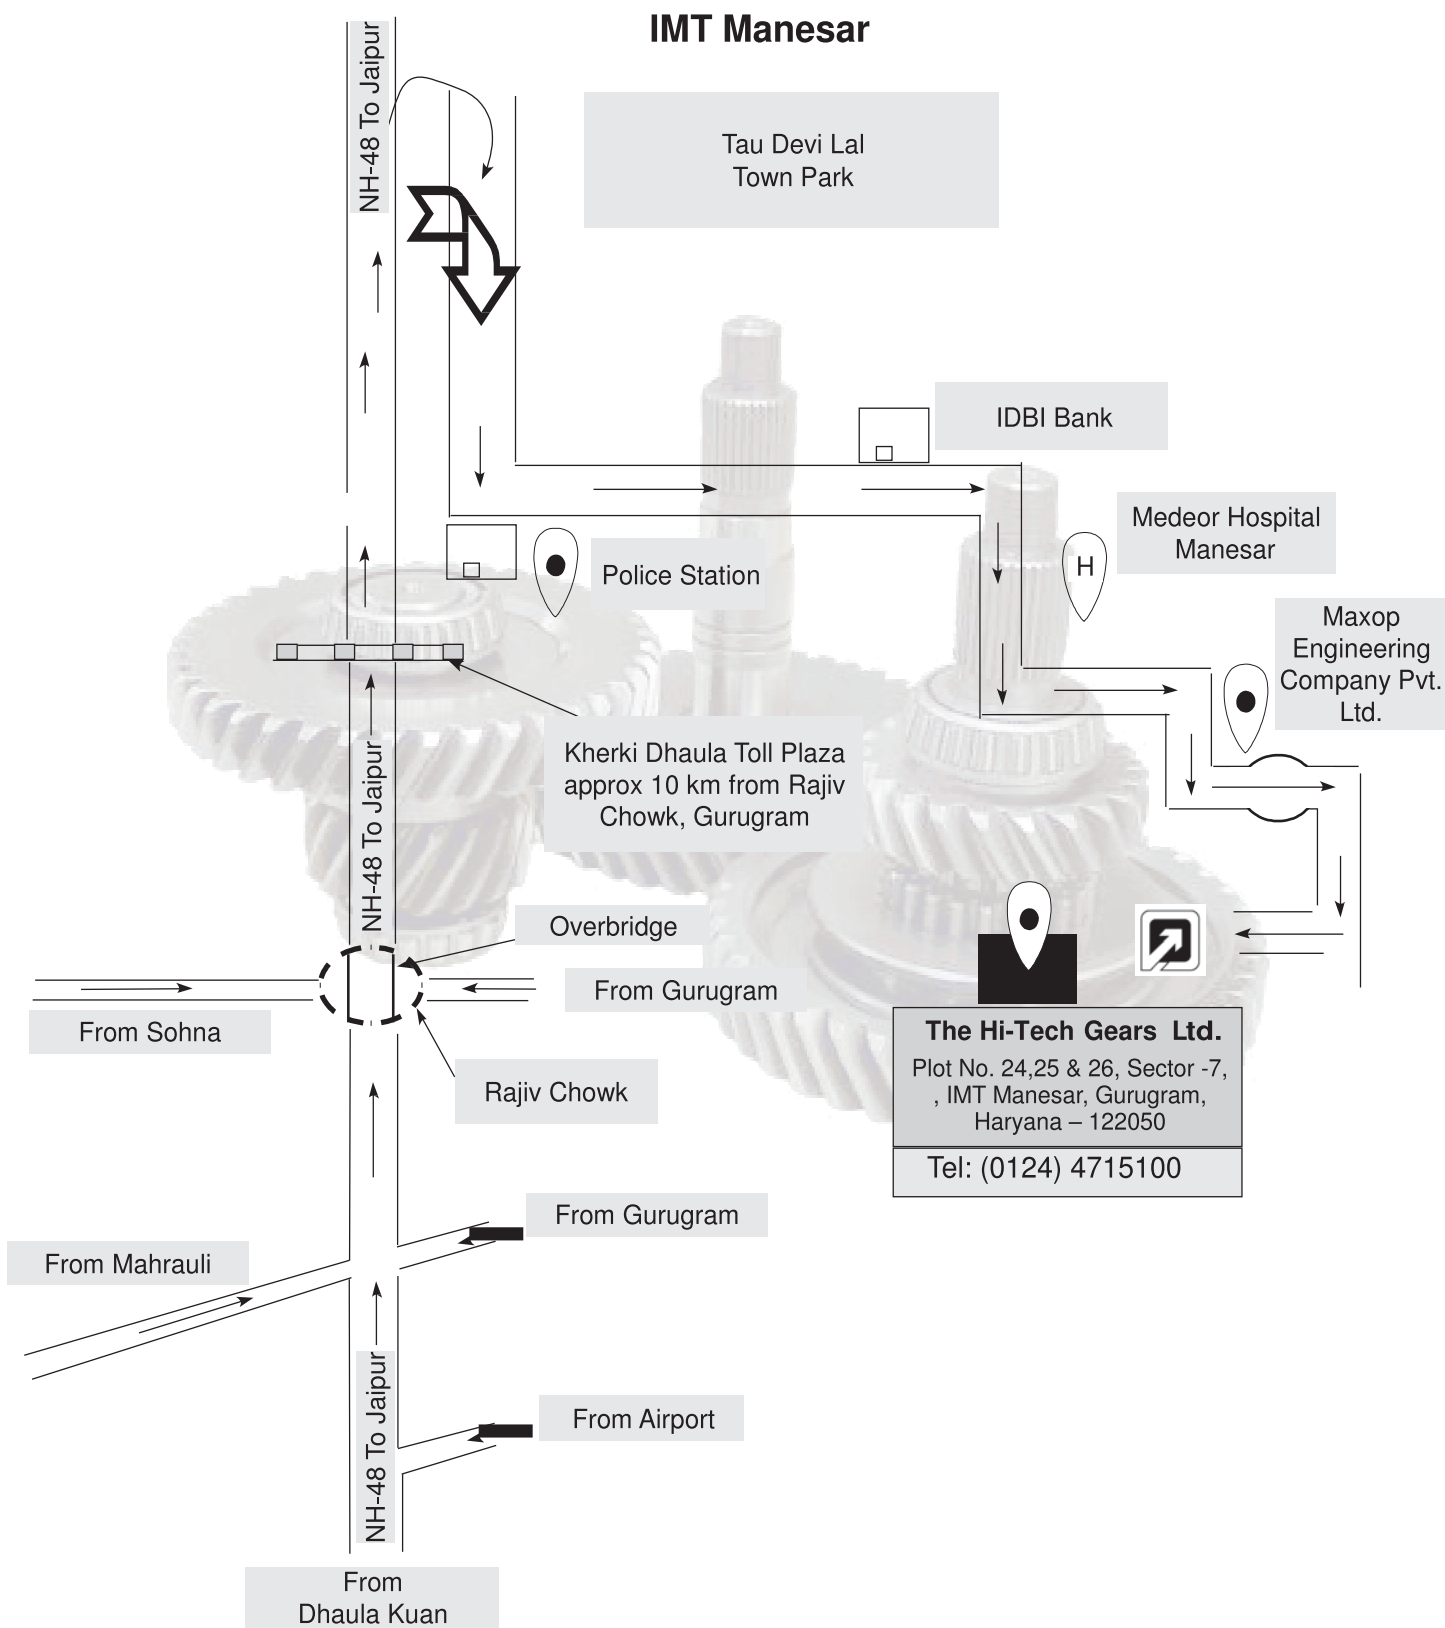 IMT Manesar
NH-48 To Jaipur
Tau Devi Lal
Town Park
IDBI Bank
Medeor Hospital
Manesar
H
Police Station
Maxop
Engineering
Company Pvt.
Ltd.
Kherki Dhaula Toll Plaza
approx 10 km from Rajiv
Chowk, Gurugram
NH-48 To Jaipur
Overbridge
From Gurugram
From Sohna
Rajiv Chowk
The Hi-Tech Gears Ltd.
Plot No. 24,25 & 26, Sector -7,
, IMT Manesar, Gurugram,
Haryana – 122050
Tel: (0124) 4715100
From Gurugram
From Mahrauli
NH-48 To Jaipur
From Airport
From
Dhaula Kuan